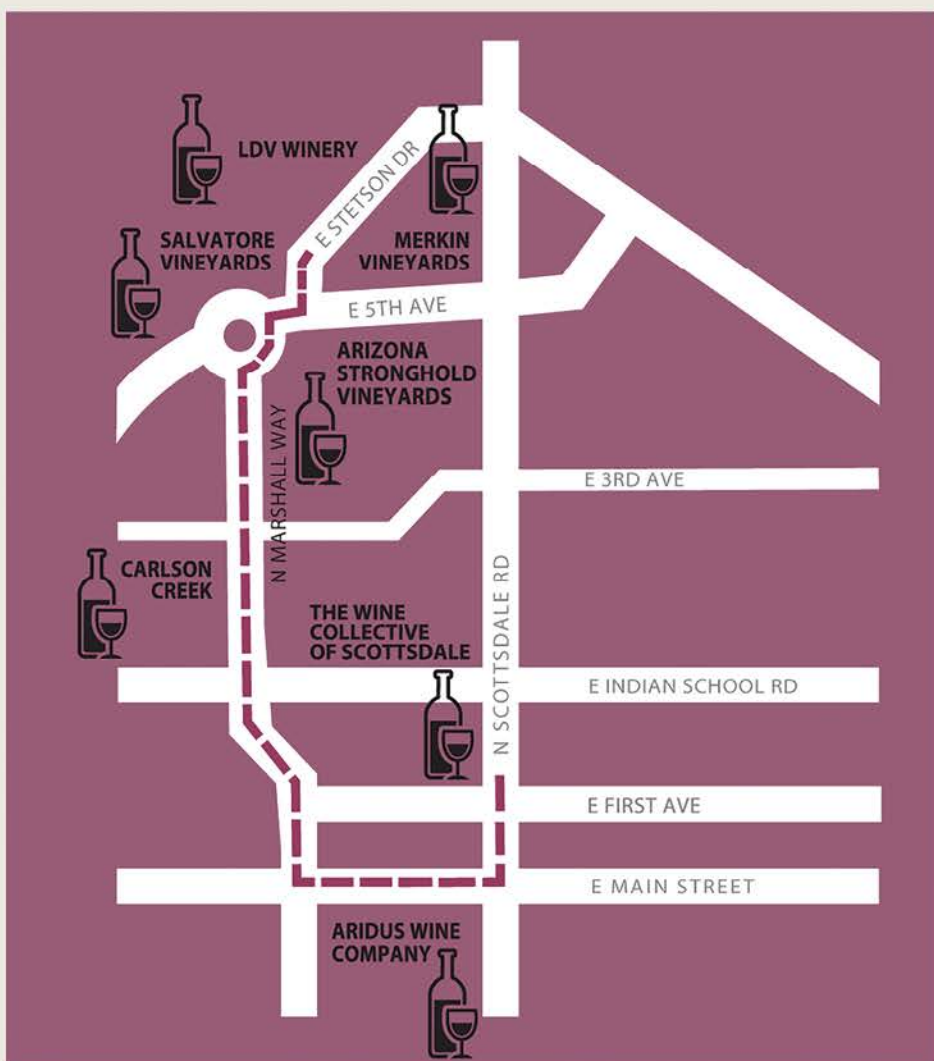 LDV WINERY
E STETSON DR
SALVATORE
VINEYARDS
MERKIN
VINEYARDS
E 5TH AVE
ARIZONA
STRONGHOLD
VINEYARDS
N MARSHALL WAY
E 3RD AVE
CARLSON
CREEK
THE WINE
COLLECTIVE
OF SCOTTSDALE
N SCOTTSDALE RD
E INDIAN SCHOOL RD
E FIRST AVE
E MAIN STREET
ARIDUS WINE
COMPANY